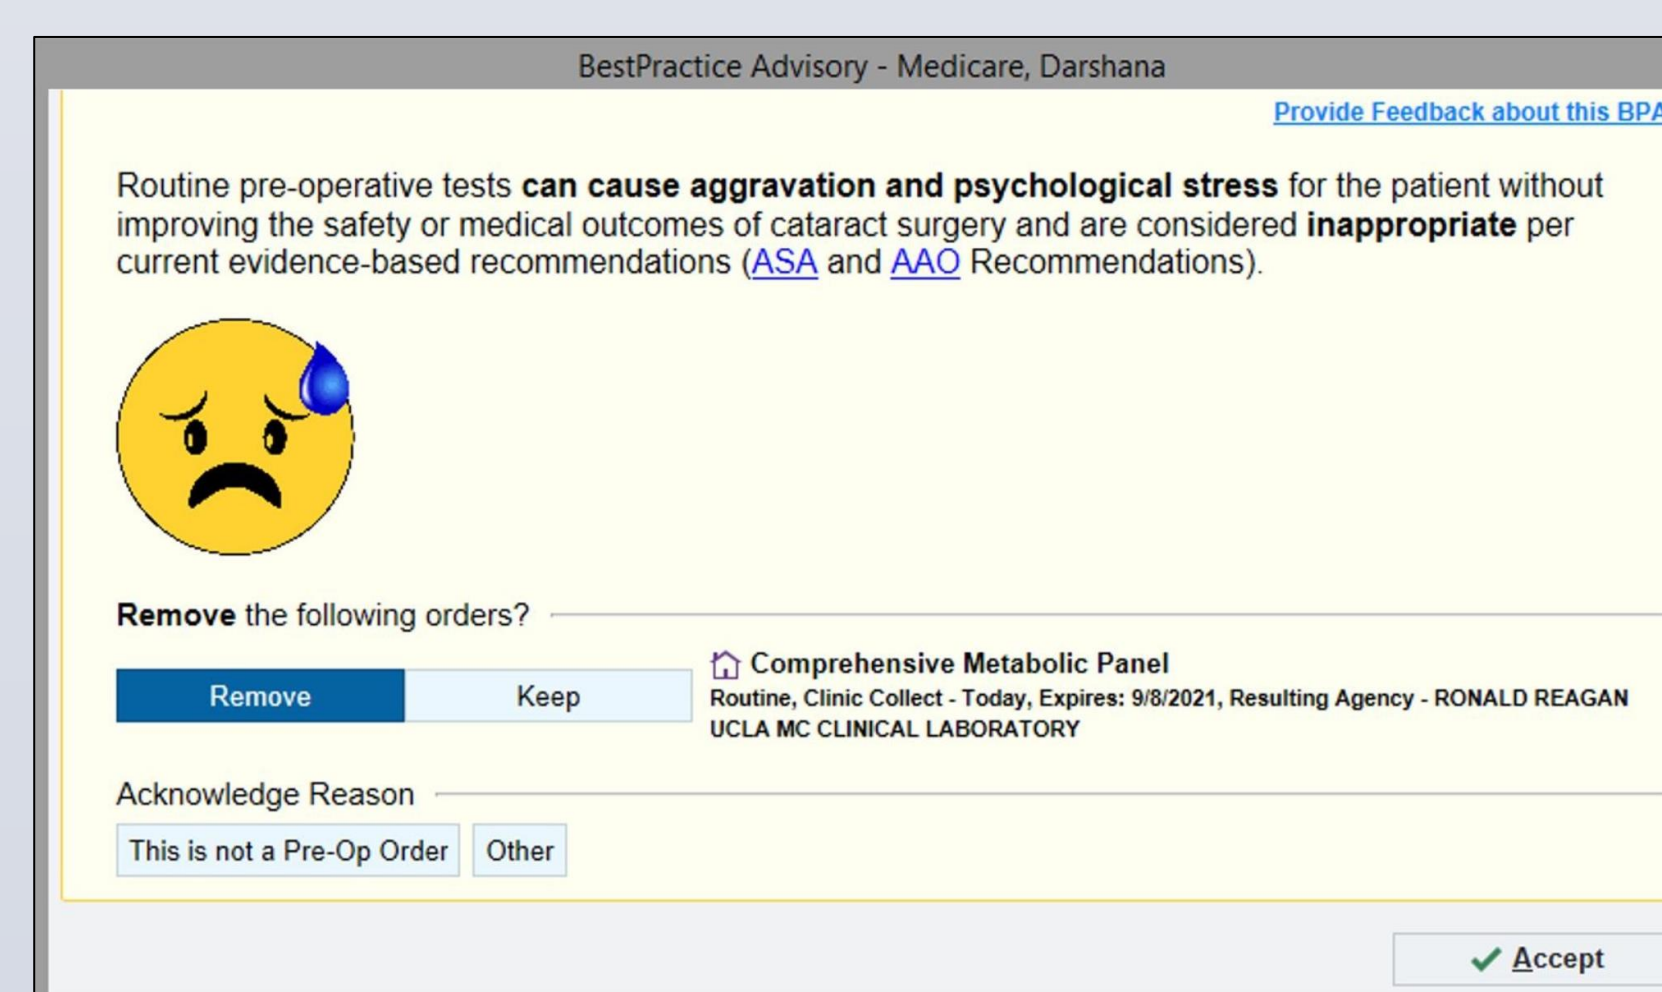 BestPractice Advisory - Medicare, Darshana
Provide Feedback about this BPA
Routine pre-operative tests can cause aggravation and psychological stress for the patient without
improving the safety or medical outcomes of cataract surgery and are considered inappropriate per
current evidence-based recommendations (ASA and AAO Recommendations).
Remove the following orders?
Remove
Keep
Comprehensive Metabolic Panel
Routine, Clinic Collect - Today, Expires: 9/8/2021, Resulting Agency - RONALD REAGAN
UCLA MC CLINICAL LABORATORY
Acknowledge Reason
This is not a Pre-Op Order
Other
Accept